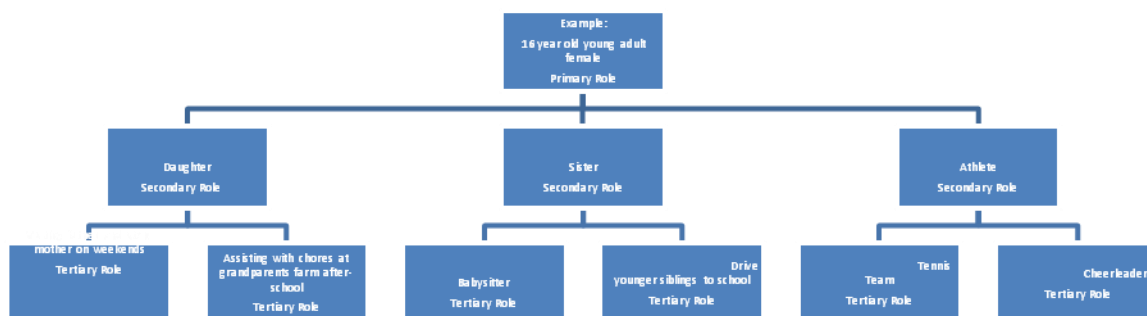 Example:
16 year old young adult
female
Primary Role
Daughter
Secondary Role
Sister
Secondary Role
Athlete
Secondary Role
mother on weekends
Tertiary Role
Assisting with chores at
grandparents farm after-
school
Tertiary Role
Babysitter
Tertiary Role
Drive
younger siblings to school
Tertiary Role
Tennis
Team
Tertiary Role
Cheerleader
Tertiary Role